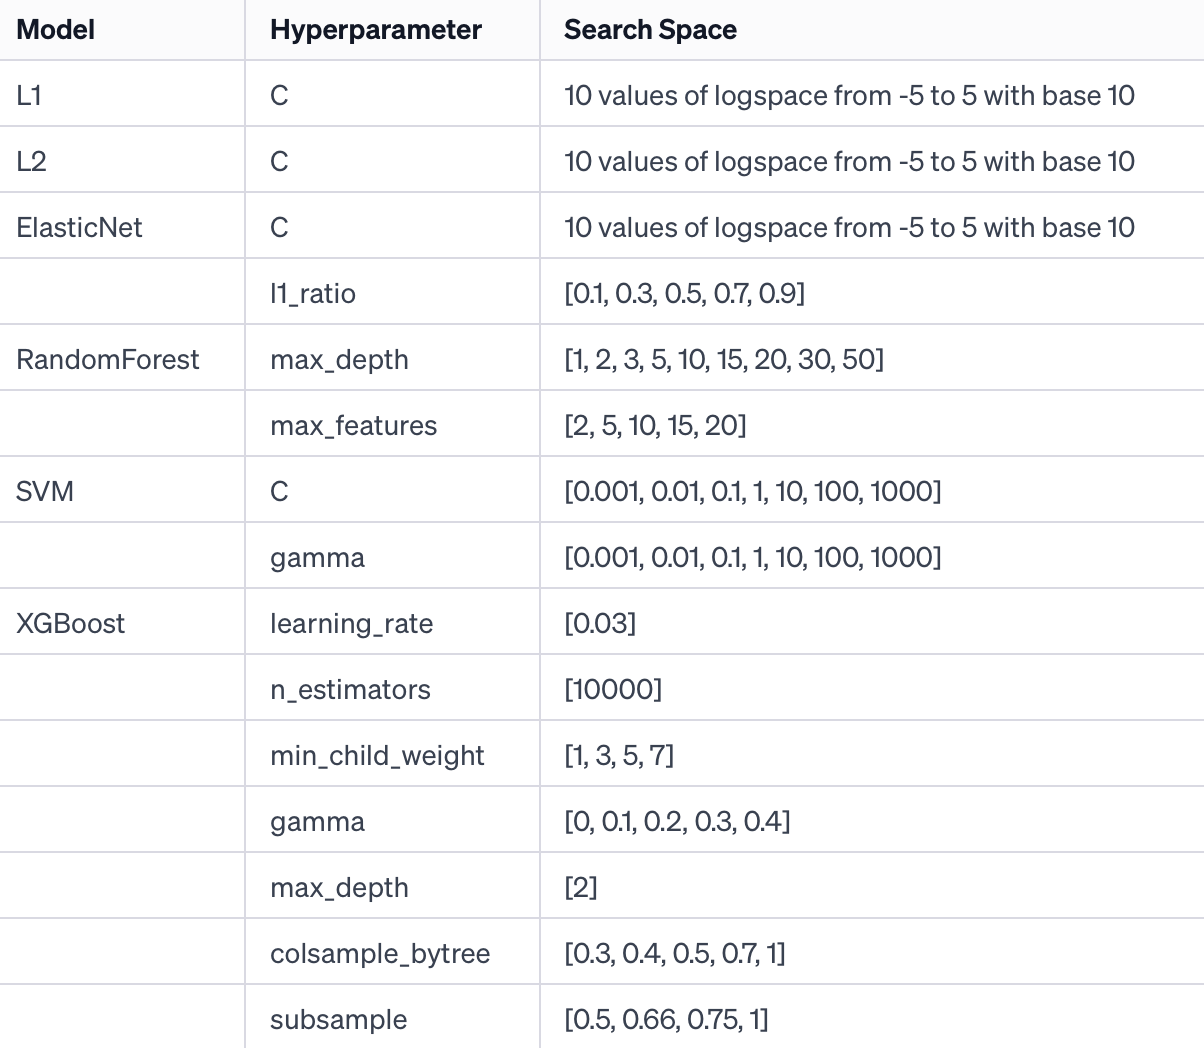 Model Hyperparameter Search Space
L1 C 10 values of logspace from -5 to 5 with base 10
L2 C 10 values of logspace from -5 to 5 with base 10
ElasticNet C 10 values of logspace from -5 to 5 with base 10
l1_ratio [0.1, 0.3, 0.5, 0.7, 0.9]
RandomForest max_depth [1, 2, 3, 5, 10, 15, 20, 30, 50]
max_features [2, 5, 10, 15, 20]
SVM C [0.001, 0.01, 0.1, 1, 10, 100, 1000]
gamma [0.001, 0.01, 0.1, 1, 10, 100, 1000]
XGBoost learning_rate [0.03]
n_estimators [10000]
min_child_weight [1, 3, 5, 7]
gamma [0, 0.1, 0.2, 0.3, 0.4]
max_depth [2]
colsample_bytree [0.3, 0.4, 0.5, 0.7, 1]
subsample [0.5, 0.66, 0.75, 1]